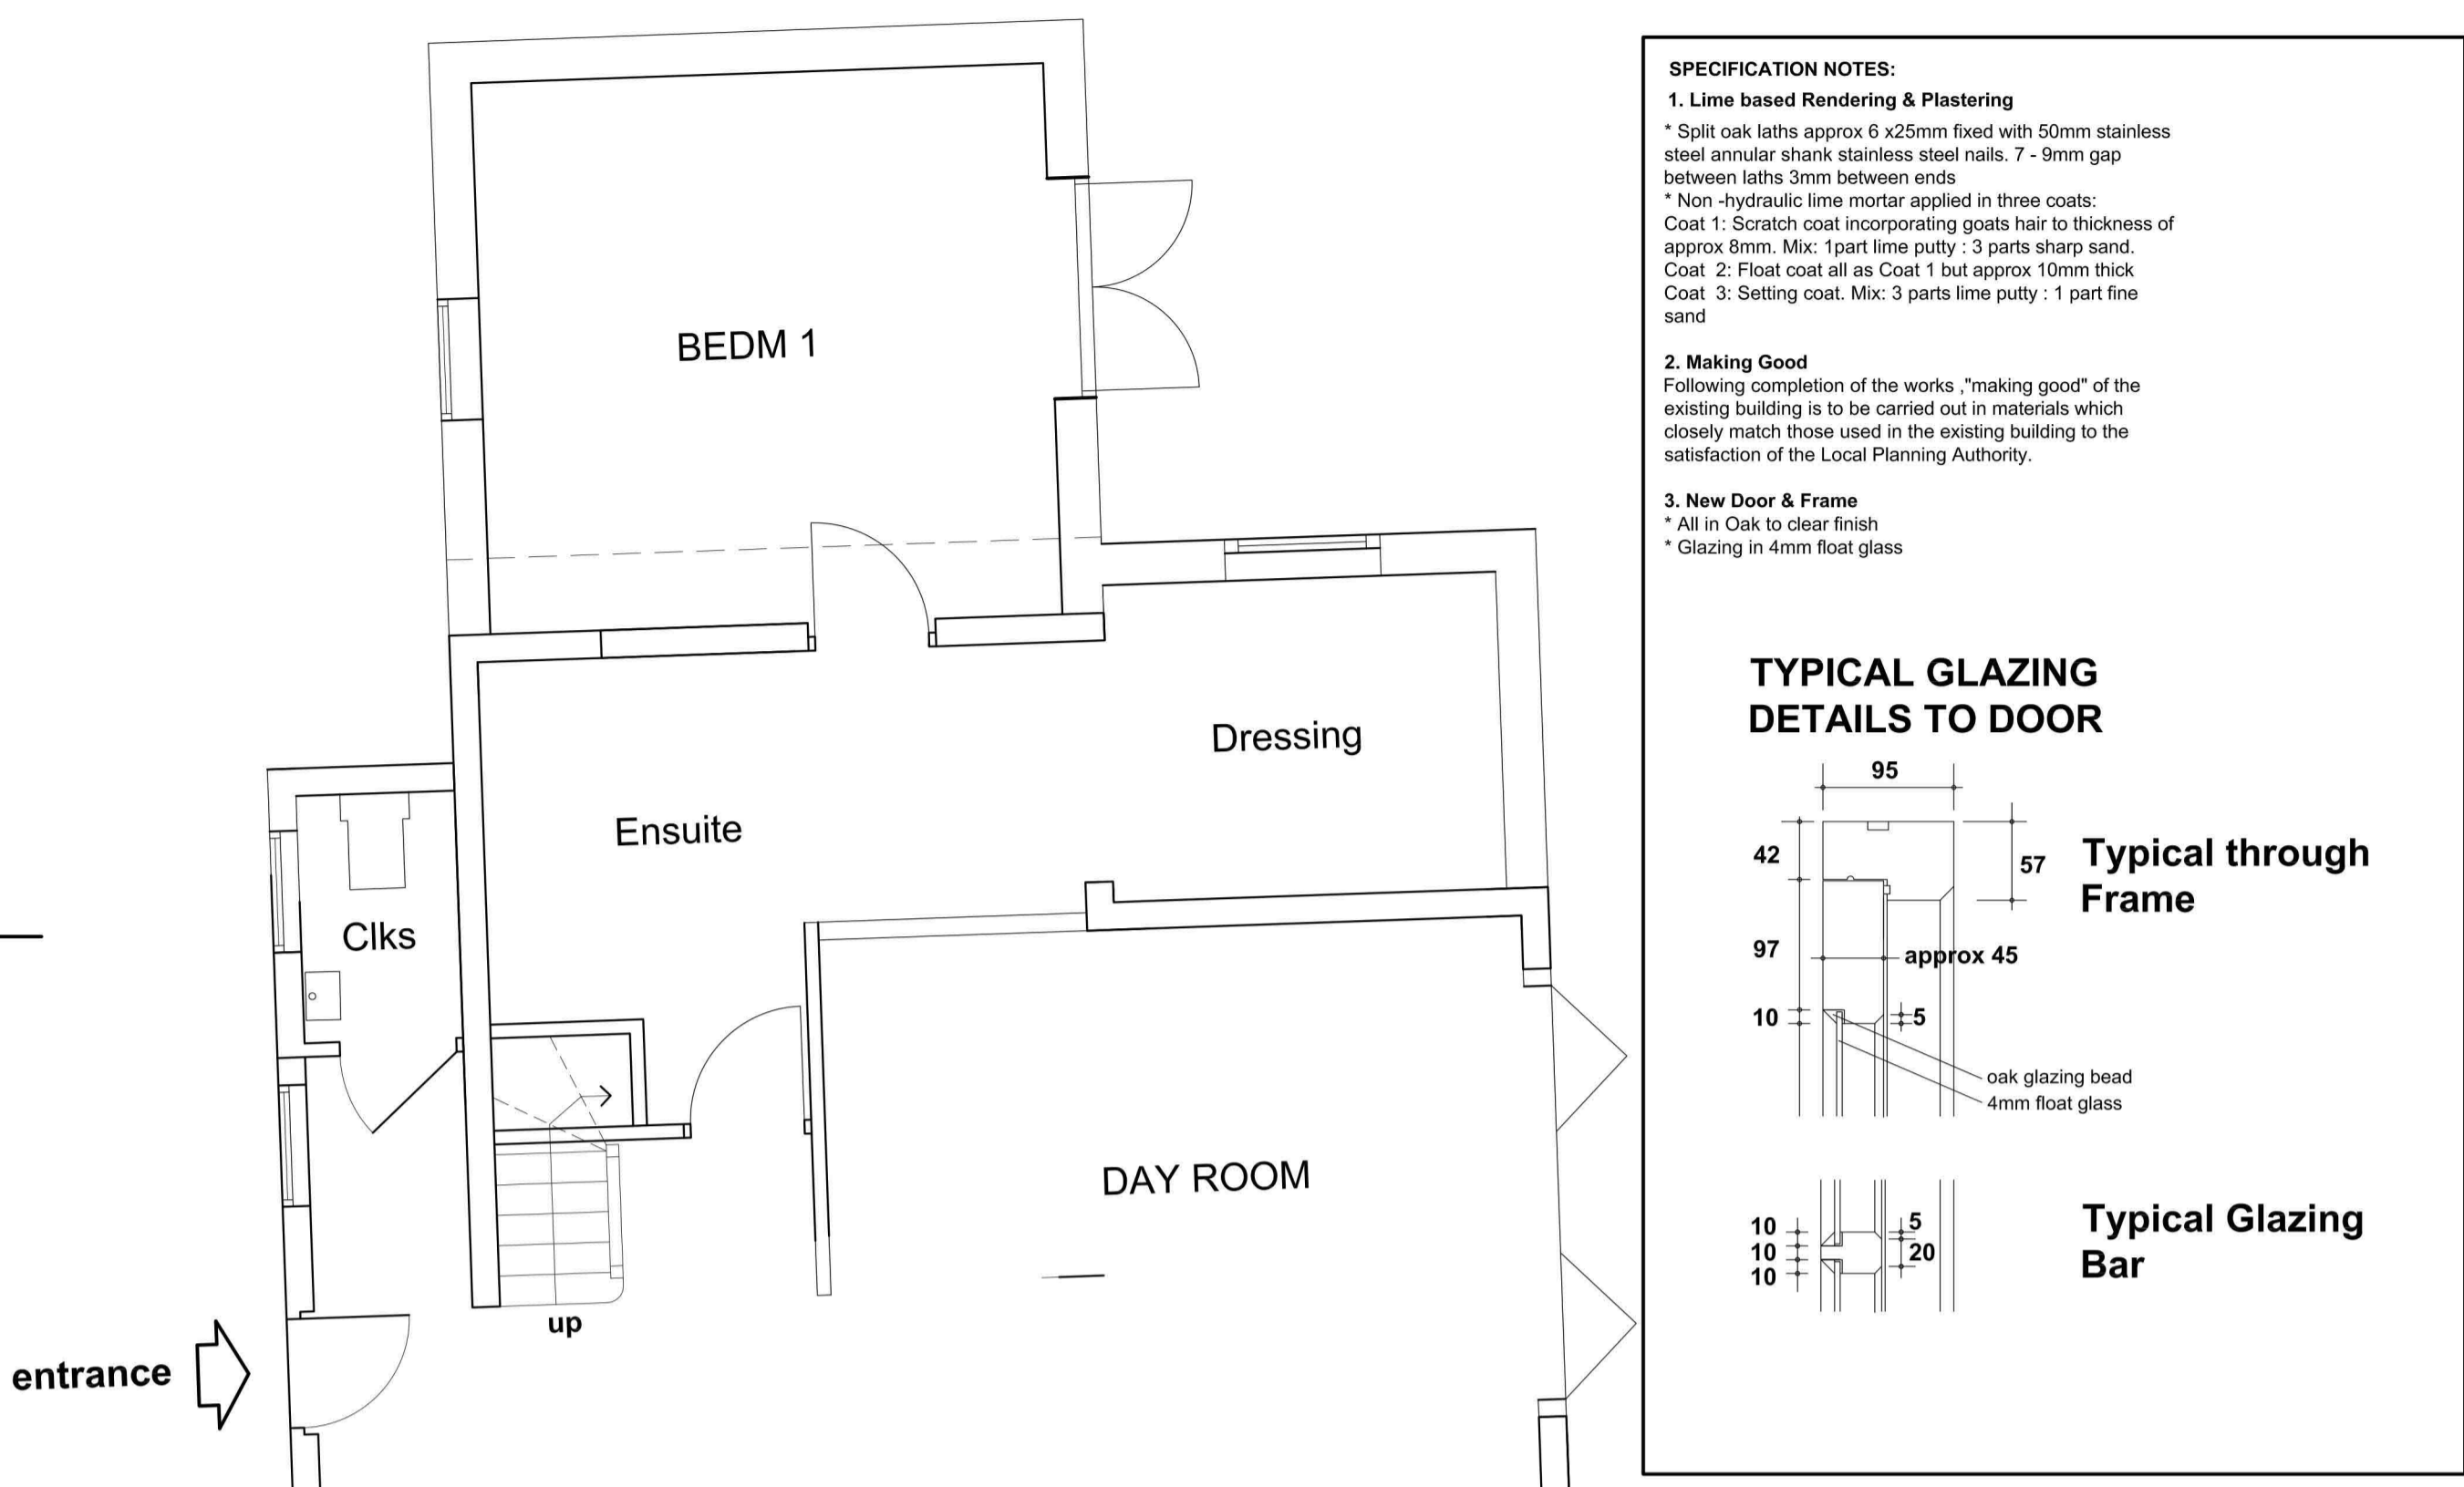 BEDM 1
Dressing
Ensuite
Clks
DAY ROOM
up
entrance
SPECIFICATION NOTES:
1. Lime based Rendering & Plastering
* Split oak laths approx 6 x25mm fixed with 50mm stainless
steel annular shank stainless steel nails. 7 - 9mm gap
between laths 3mm between ends
* Non -hydraulic lime mortar applied in three coats:
Coat 1: Scratch coat incorporating goats hair to thickness of
approx 8mm. Mix: 1part lime putty : 3 parts sharp sand.
Coat  2: Float coat all as Coat 1 but approx 10mm thick
Coat  3: Setting coat. Mix: 3 parts lime putty : 1 part fine
sand
2. Making Good
Following completion of the works ,"making good" of the
existing building is to be carried out in materials which
closely match those used in the existing building to the
satisfaction of the Local Planning Authority.
3. New Door & Frame
* All in Oak to clear finish
* Glazing in 4mm float glass
TYPICAL GLAZING
DETAILS TO DOOR
95
42
57
Typical through
Frame
97
approx 45
10
5
oak glazing bead
4mm float glass
10
10
10
5
20
Typical Glazing
Bar